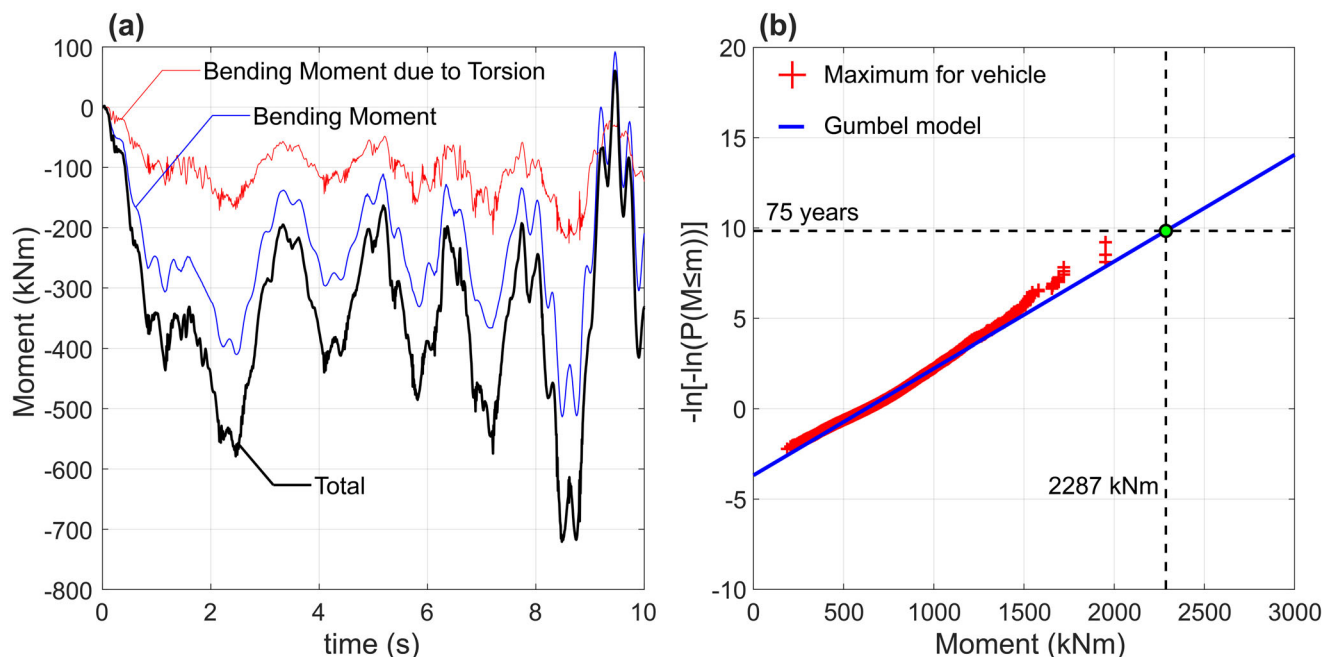 (a)
100
0
-100
-200
-300
-400
-500
-600
-700
-800
Moment (kNm)
Bending Moment due to Torsion
Bending Moment
Total
0
2
4
6
8
10
time (s)
(b)
20
15
10
5
0
-5
-10
-ln[-ln(P(M≤m))]
Maximum for vehicle
Gumbel model
75 years
2287 kNm
0
500
1000
1500
2000
2500
3000
Moment (kNm)